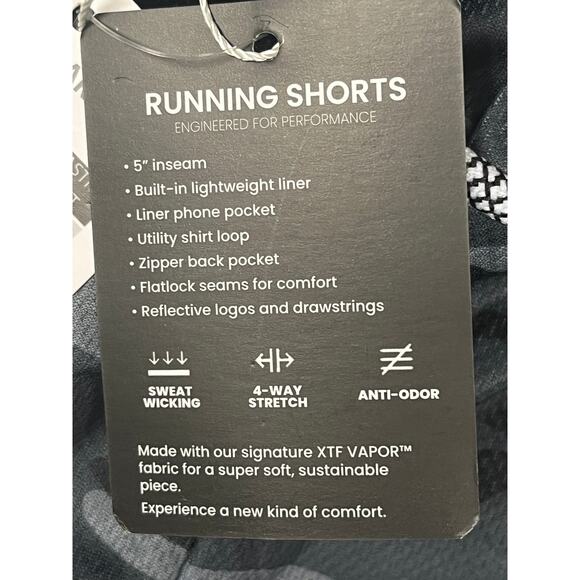 RUNNING SHORTS
ENGINEERED FOR PERFORMANCE
• 5” inseam
• Built-in lightweight liner
• Liner phone pocket
• Utility shirt loop
• Zipper back pocket
• Flatlock seams for comfort
• Reflective logos and drawstrings
SWEAT
WICKING
4-WAY
STRETCH
ANTI-ODOR
Made with our signature XTF VAPOR™
fabric for a super soft, sustainable
piece.
Experience a new kind of comfort.